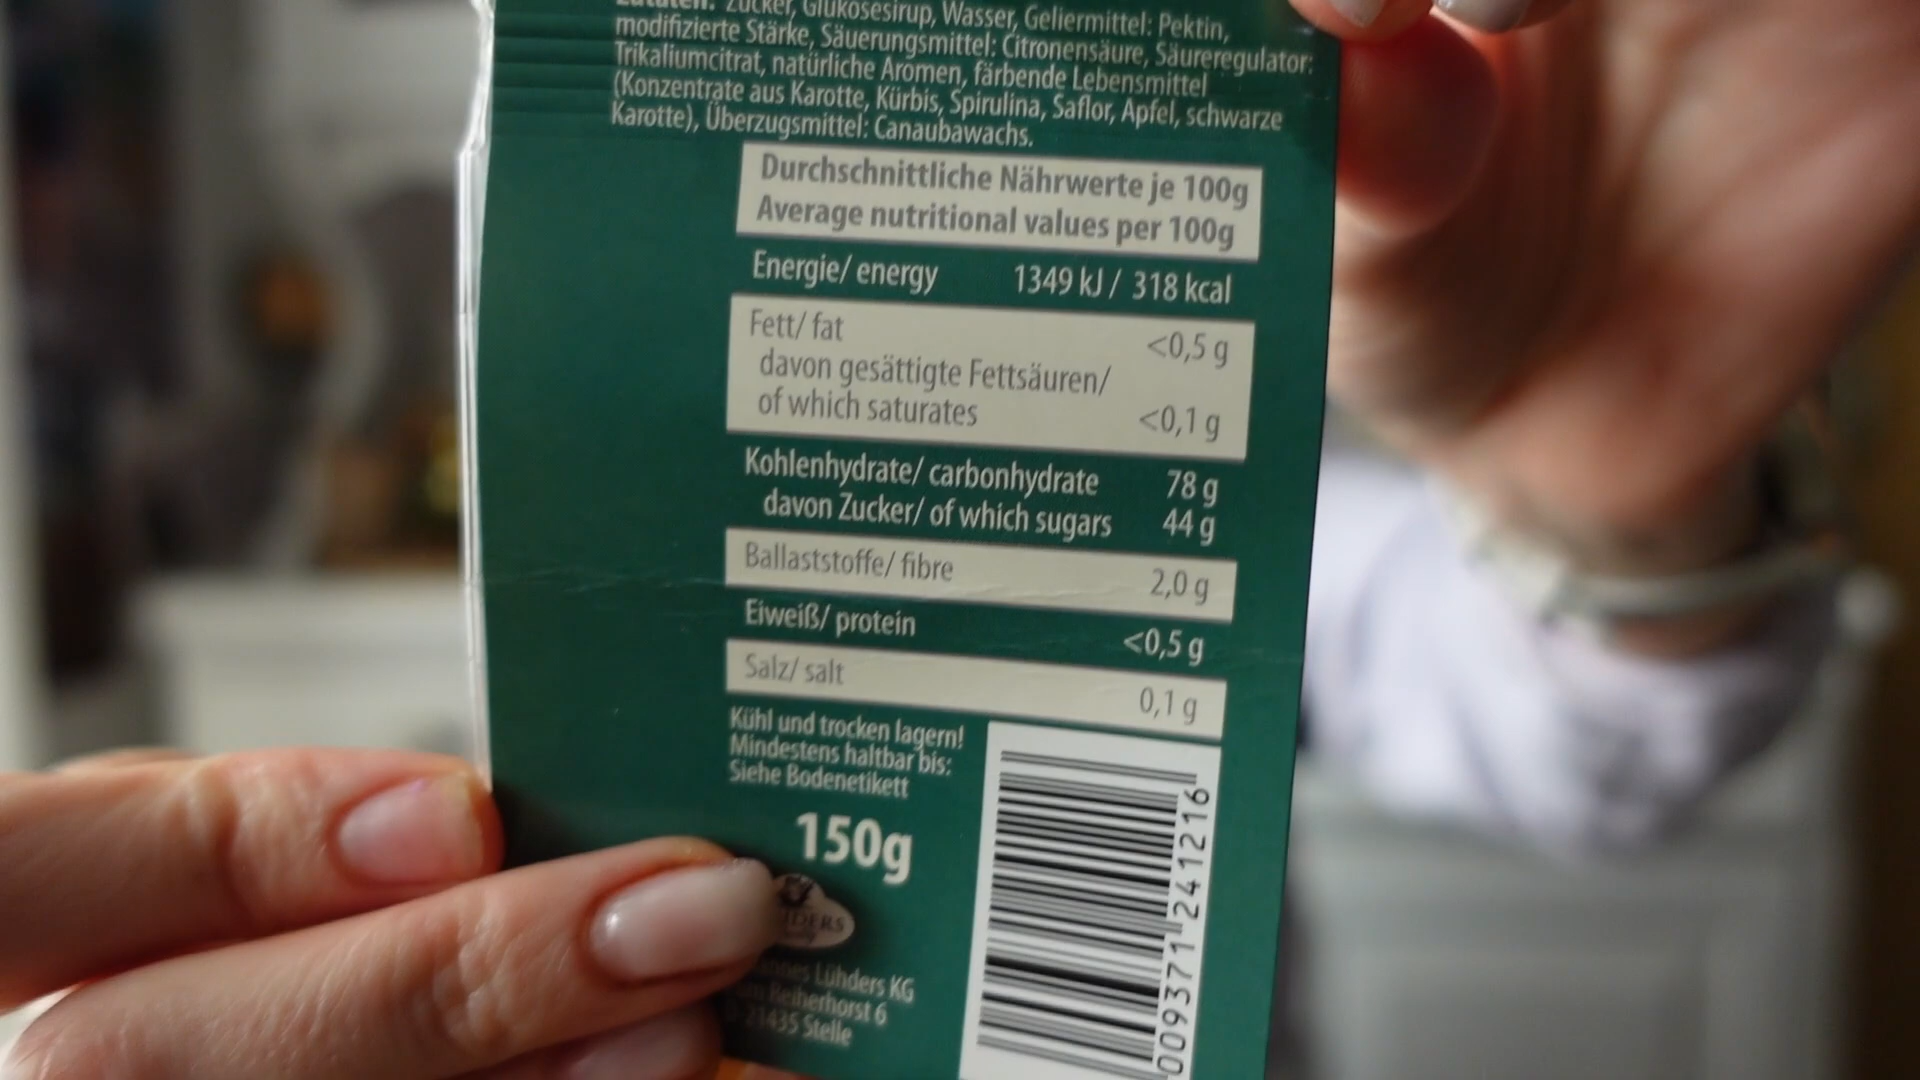 Zucker, Glukosesirup, Wasser, Geliermittel: Pektin,
modifizierte Stärke, Säuerungsmittel: Citronensäure, Säureregulator:
Trikaliumcitrat, natürliche Aromen, färbende Lebensmittel
(Konzentrate aus Karotte, Kürbis, Spirulina, Saflor, Apfel, schwarze
Karotte), Überzugsmittel: Canaubawachs.
Durchschnittliche Nährwerte je 100g
Average nutritional values per 100g
Energie/ energy 1349 kJ / 318 kcal
Fett/ fat <0,5 g
davon gesättigte Fettsäuren/
of which saturates <0,1 g
Kohlenhydrate/ carbonhydrate 78 g
davon Zucker/ of which sugars 44 g
Ballaststoffe/ fibre 2,0 g
Eiweiß/ protein <0,5 g
Salz/ salt 0,1 g
Kühl und trocken lagern!
Mindestens haltbar bis:
Siehe Bodenetikett
150g
Lühders KG
Reiherhorst 6
21435 Stelle
009371 241216